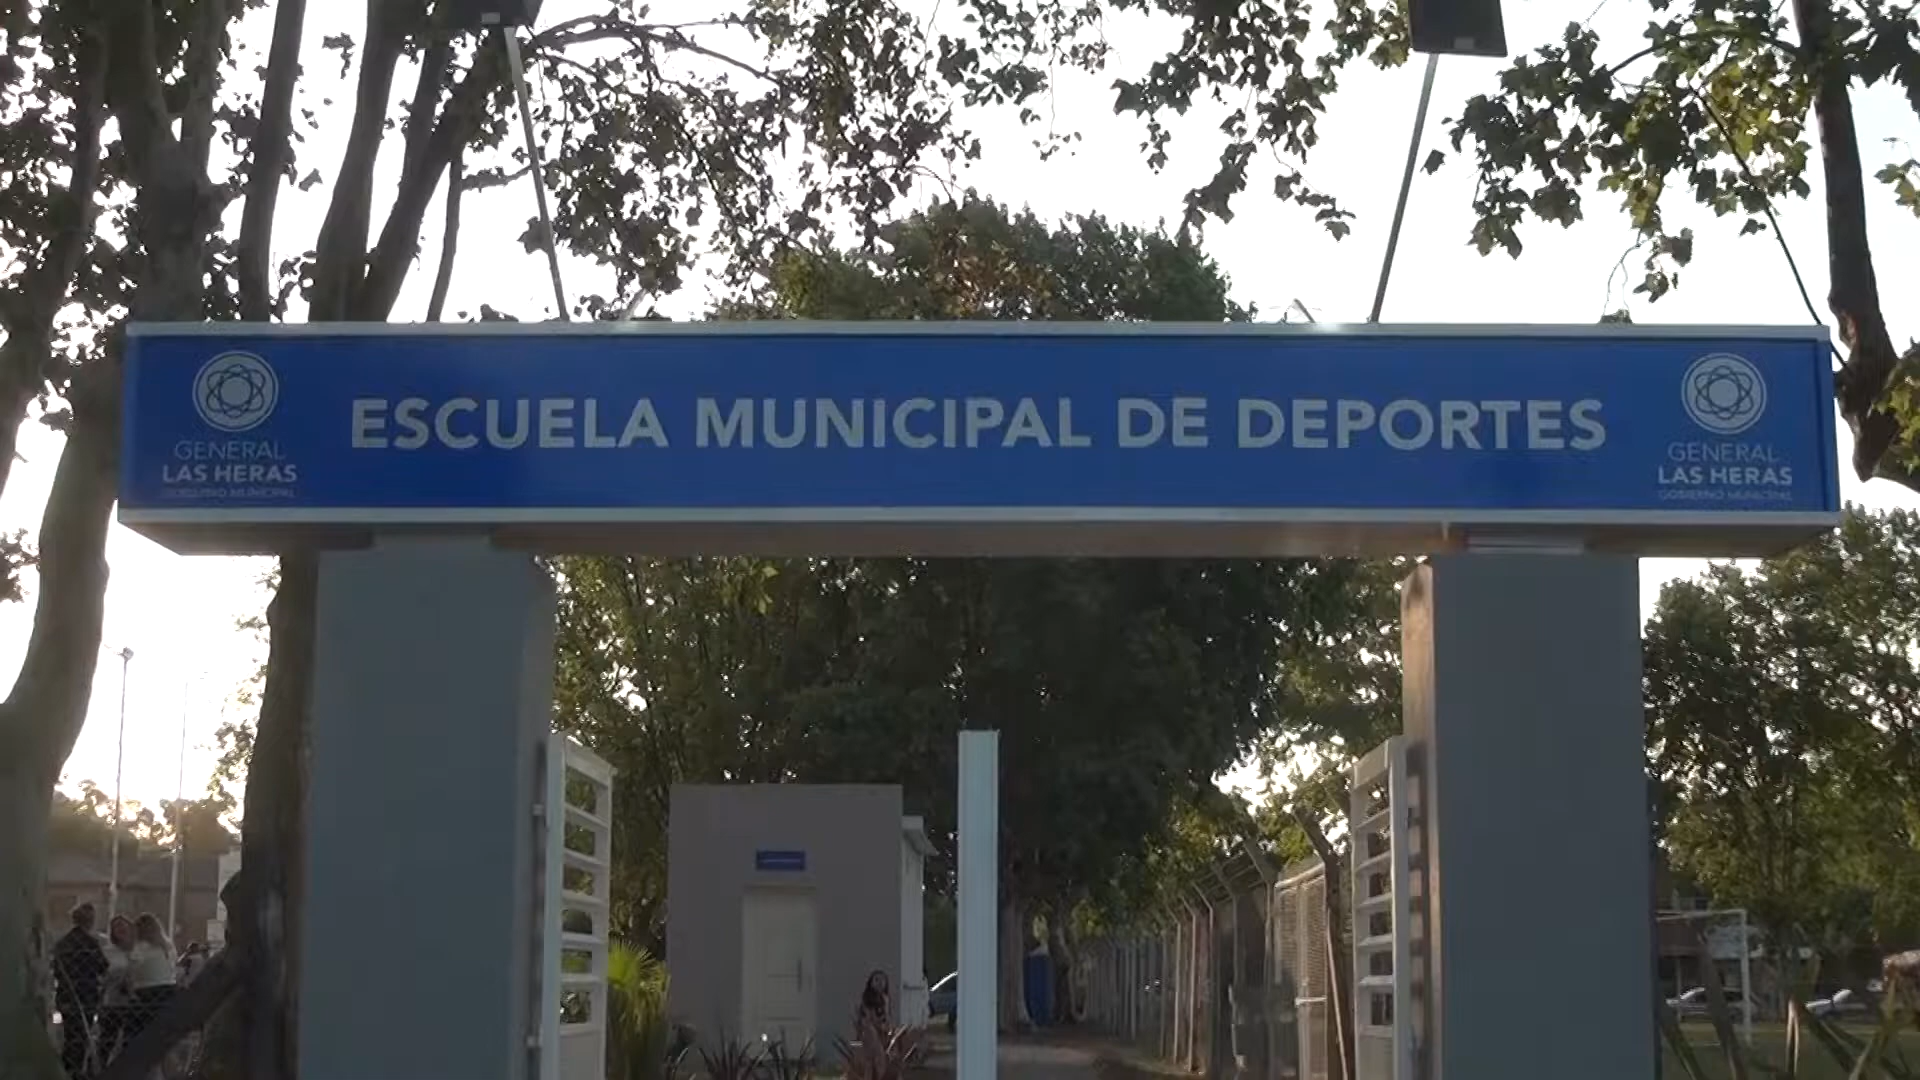 ESCUELA MUNICIPAL DE DEPORTES
GENERAL
LAS HERAS
GOBIERNO MUNICIPAL
GENERAL
LAS HERAS
GOBIERNO MUNICIPAL